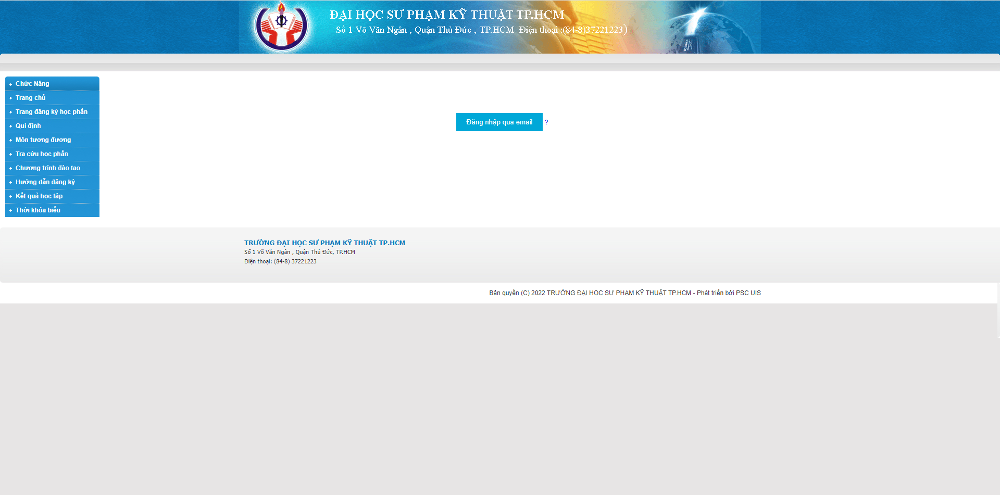 ĐẠI HỌC SƯ PHẠM KỸ THUẬT TP.HCM
Số 1 Võ Văn Ngân , Quận Thủ Đức , TP.HCM Điện thoại :(84-8)37221223)
Chức Năng
Trang chủ
Trang đăng ký học phần
Qui định
Môn tương đương
Tra cứu học phần
Chương trình đào tạo
Hướng dẫn đăng ký
Kết quả học tâp
Thời khóa biểu
Đăng nhập qua email ?
TRƯỜNG ĐẠI HỌC SƯ PHẠM KỸ THUẬT TP.HCM
Số 1 Võ Văn Ngân , Quận Thủ Đức, TP.HCM
Điện thoại: (84-8) 37221223
Bản quyền (C) 2022 TRƯỜNG ĐẠI HỌC SƯ PHẠM KỸ THUẬT TP.HCM - Phát triển bởi PSC UIS